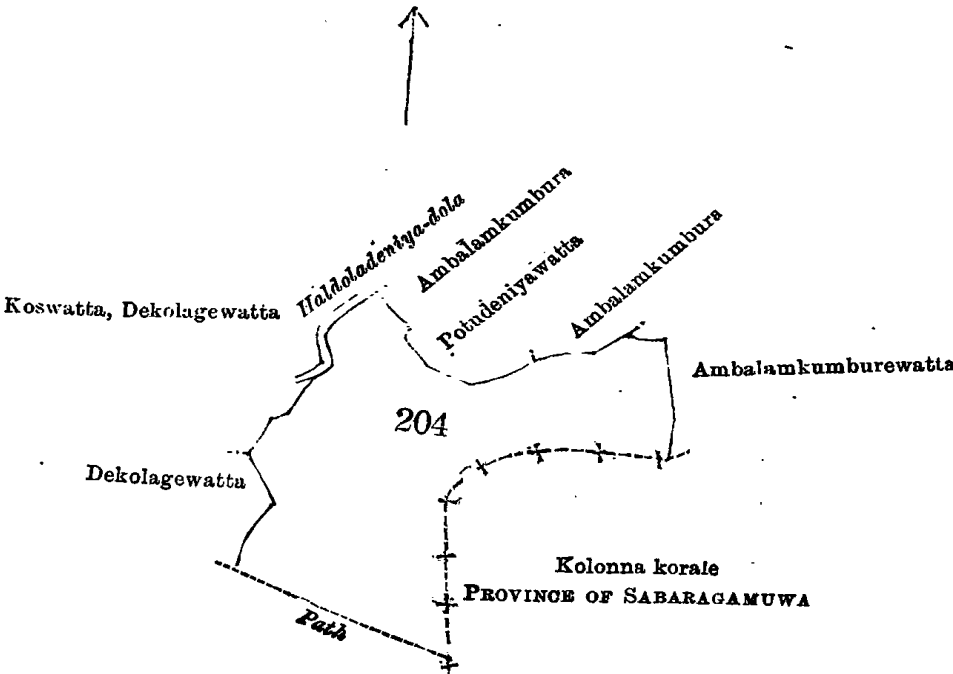 Haldoladeniya-dola
Ambalamkumbura
Potudeniyawatta
Ambalamkumbura
Koswatta, Dekolagewatta
Ambalamkumburewatta
204
Dekolagewatta
Kolonna korale
PROVINCE OF SABARAGAMUWA
Path